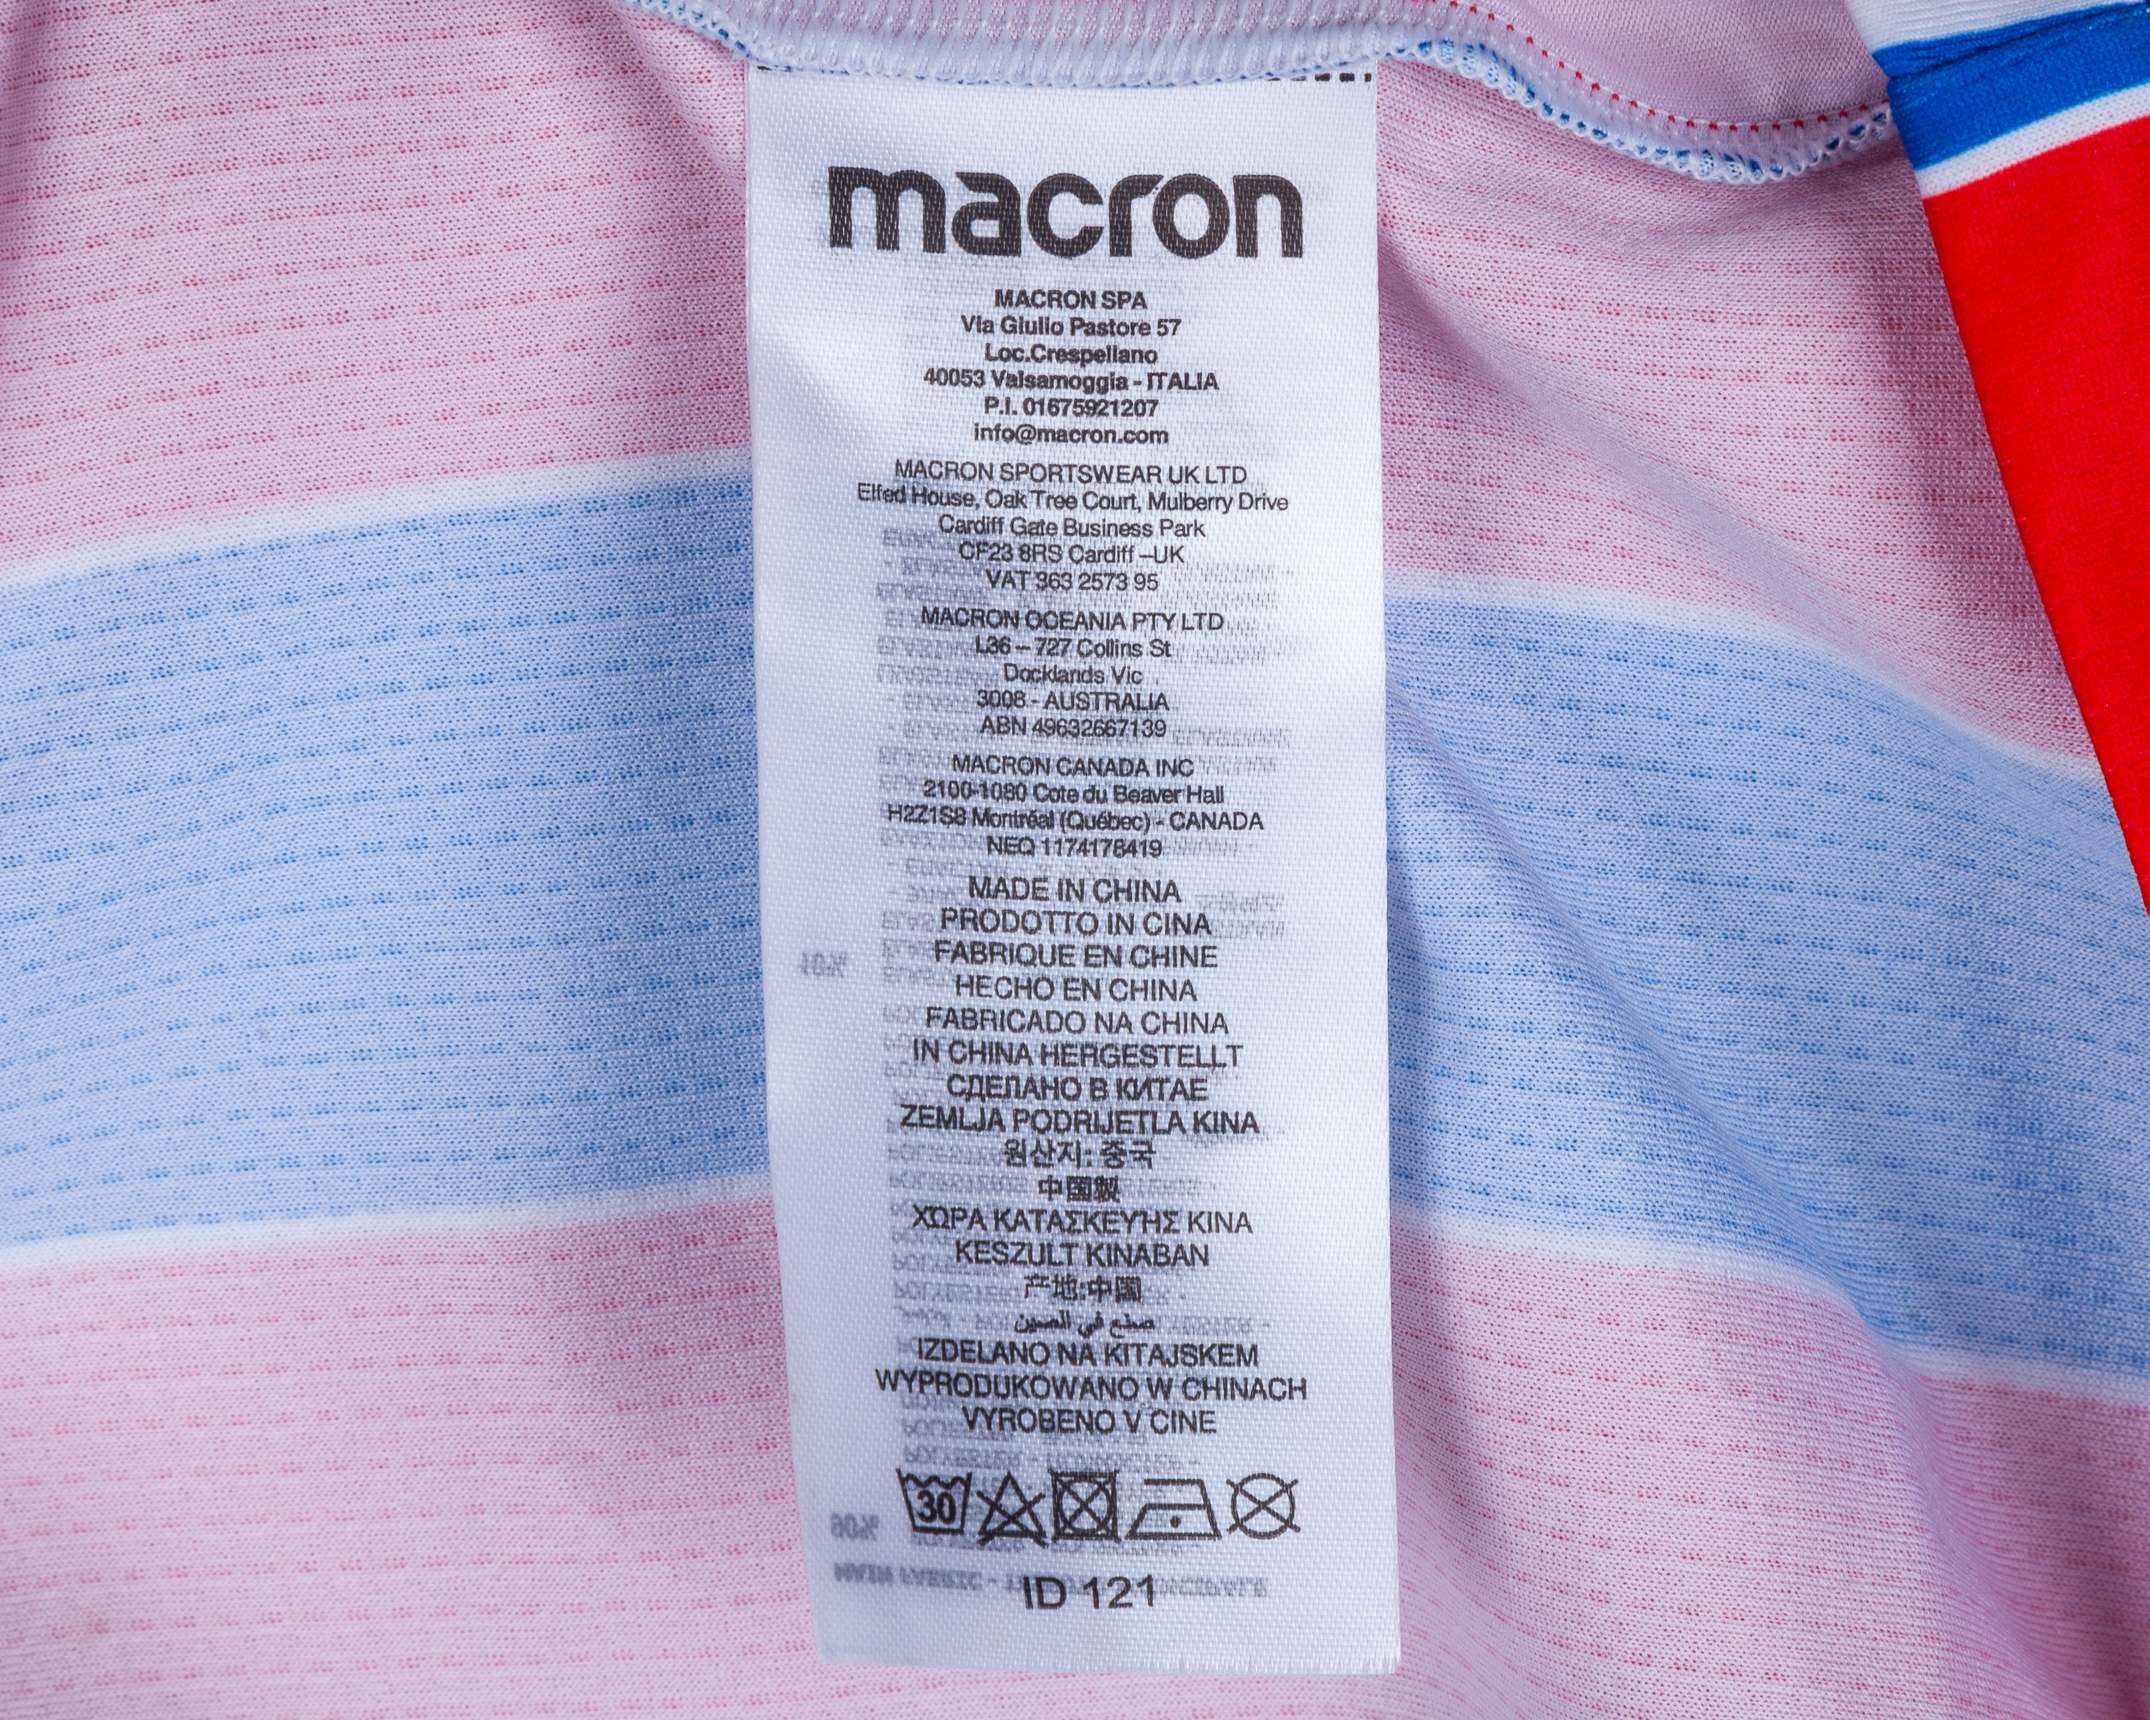 macron
MACRON SPA
Via Giulio Pastore 57
Loc.Crespellano
40053 Valsamoggia - ITALIA
P.I. 01675921207
info@macron.com
MACRON SPORTSWEAR UK LTD
Elfed House, Oak Tree Court, Mulberry Drive
Cardiff Gate Business Park
CF23 8RS Cardiff –UK
VAT 363 2573 95
MACRON OCEANIA PTY LTD
L36 – 727 Collins St
Docklands Vic
3008 - AUSTRALIA
ABN 49632667139
MACRON CANADA INC
2100-1080 Cote du Beaver Hall
H2Z1S8 Montréal (Québec) - CANADA
NEQ 1174178419
MADE IN CHINA
PRODOTTO IN CINA
FABRIQUE EN CHINE
HECHO EN CHINA
FABRICADO NA CHINA
IN CHINA HERGESTELLT
СДЕЛАНО В КИТАЕ
ZEMLJA PODRIJETLA KINA
원산지: 중국
中国製
ΧΩΡΑ ΚΑΤΑΣΚΕΥΉΣ ΚΙΝΑ
KESZULT KINABAN
产地:中国
صنع في الصين
IZDELANO NA KITAJSKEM
WYPRODUKOWANO W CHINACH
VYROBENO V CINE
30
ID 121